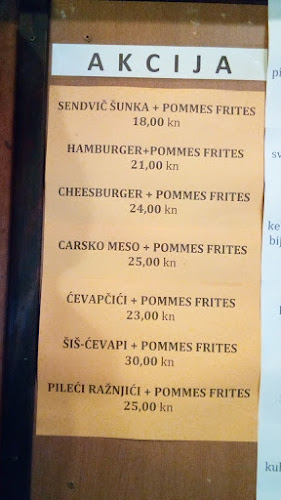 AKCIJA
SENDVIČ ŠUNKA + POMMES FRITES
18,00 kn
HAMBURGER+POMMES FRITES
21,00 kn
CHEESBURGER + POMMES FRITES
24,00 kn
CARSKO MESO + POMMES FRITES
25,00 kn
ĆEVAPČIĆI + POMMES FRITES
23,00 kn
ŠIŠ-ĆEVAPI + POMMES FRITES
30,00 kn
PILEĆI RAŽNJIĆI + POMMES FRITES
25,00 kn